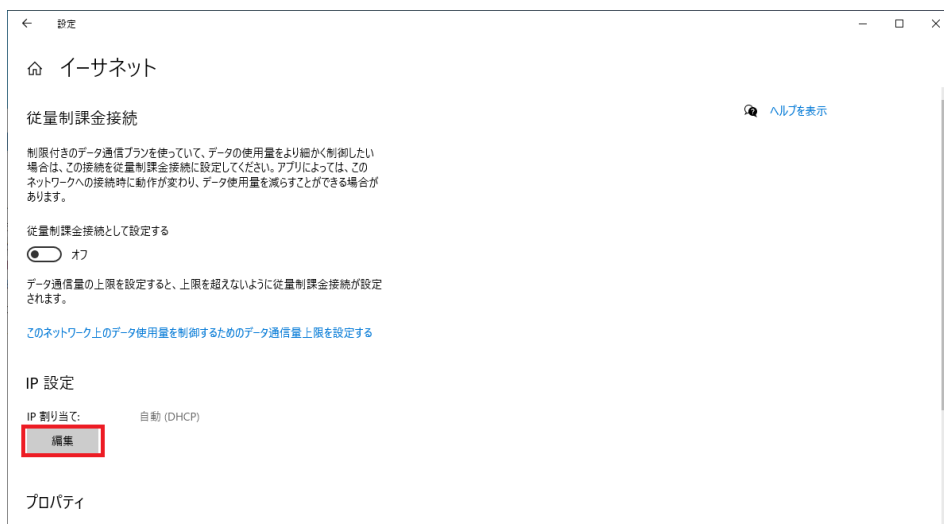 設定
イーサネット
従量制課金接続
ヘルプを表示
制限付きのデータ通信プランを使っていて、データの使用量をより細かく制御したい
場合は、この接続を従量制課金接続に設定してください。アプリによっては、この
ネットワークへの接続時に動作が変わり、データ使用量を減らすことができる場合が
あります。
従量制課金接続として設定する
オフ
データ通信量の上限を設定すると、上限を超えないように従量制課金接続が設定
されます。
このネットワーク上のデータ使用量を制御するためのデータ通信量上限を設定する
IP 設定
IP 割り当て: 自動 (DHCP)
編集
プロパティ